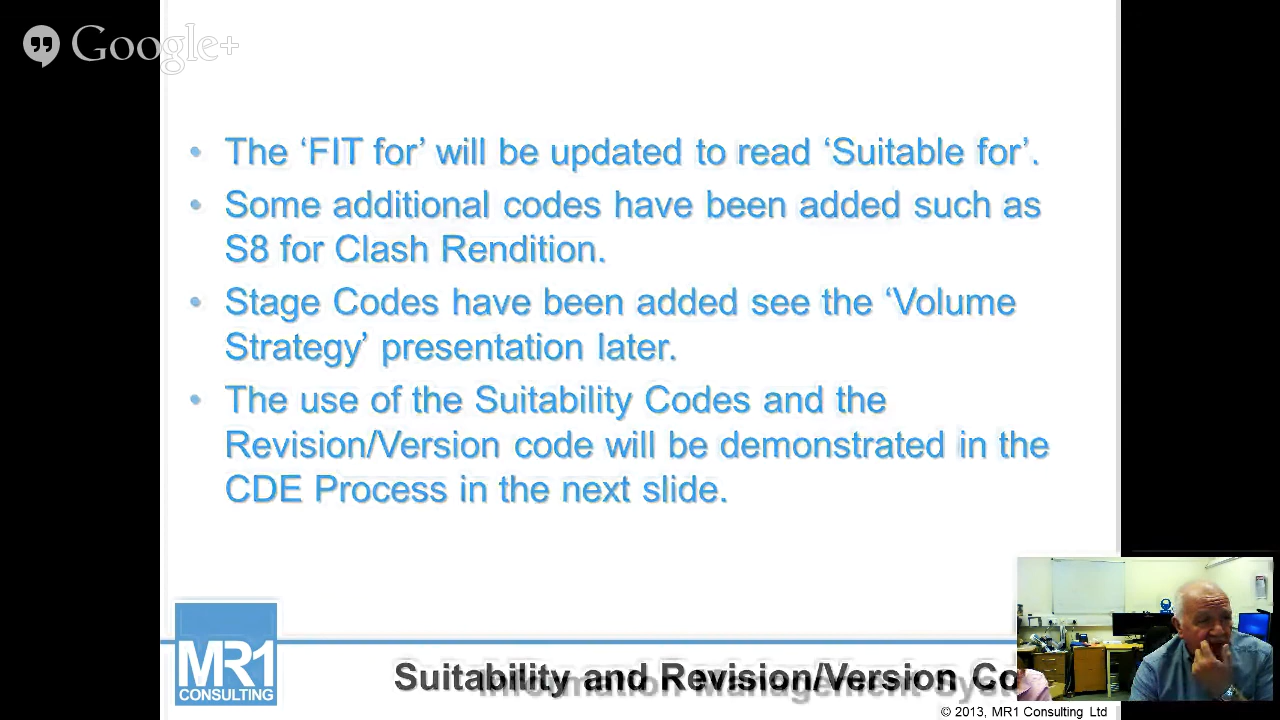 Google+
• The ‘FIT for’ will be updated to read ‘Suitable for’.
• Some additional codes have been added such as
S8 for Clash Rendition.
• Stage Codes have been added see the ‘Volume
Strategy’ presentation later.
• The use of the Suitability Codes and the
Revision/Version code will be demonstrated in the
CDE Process in the next slide.
MR1
CONSULTING
Suitability and Revision/Version Co
© 2013, MR1 Consulting Ltd